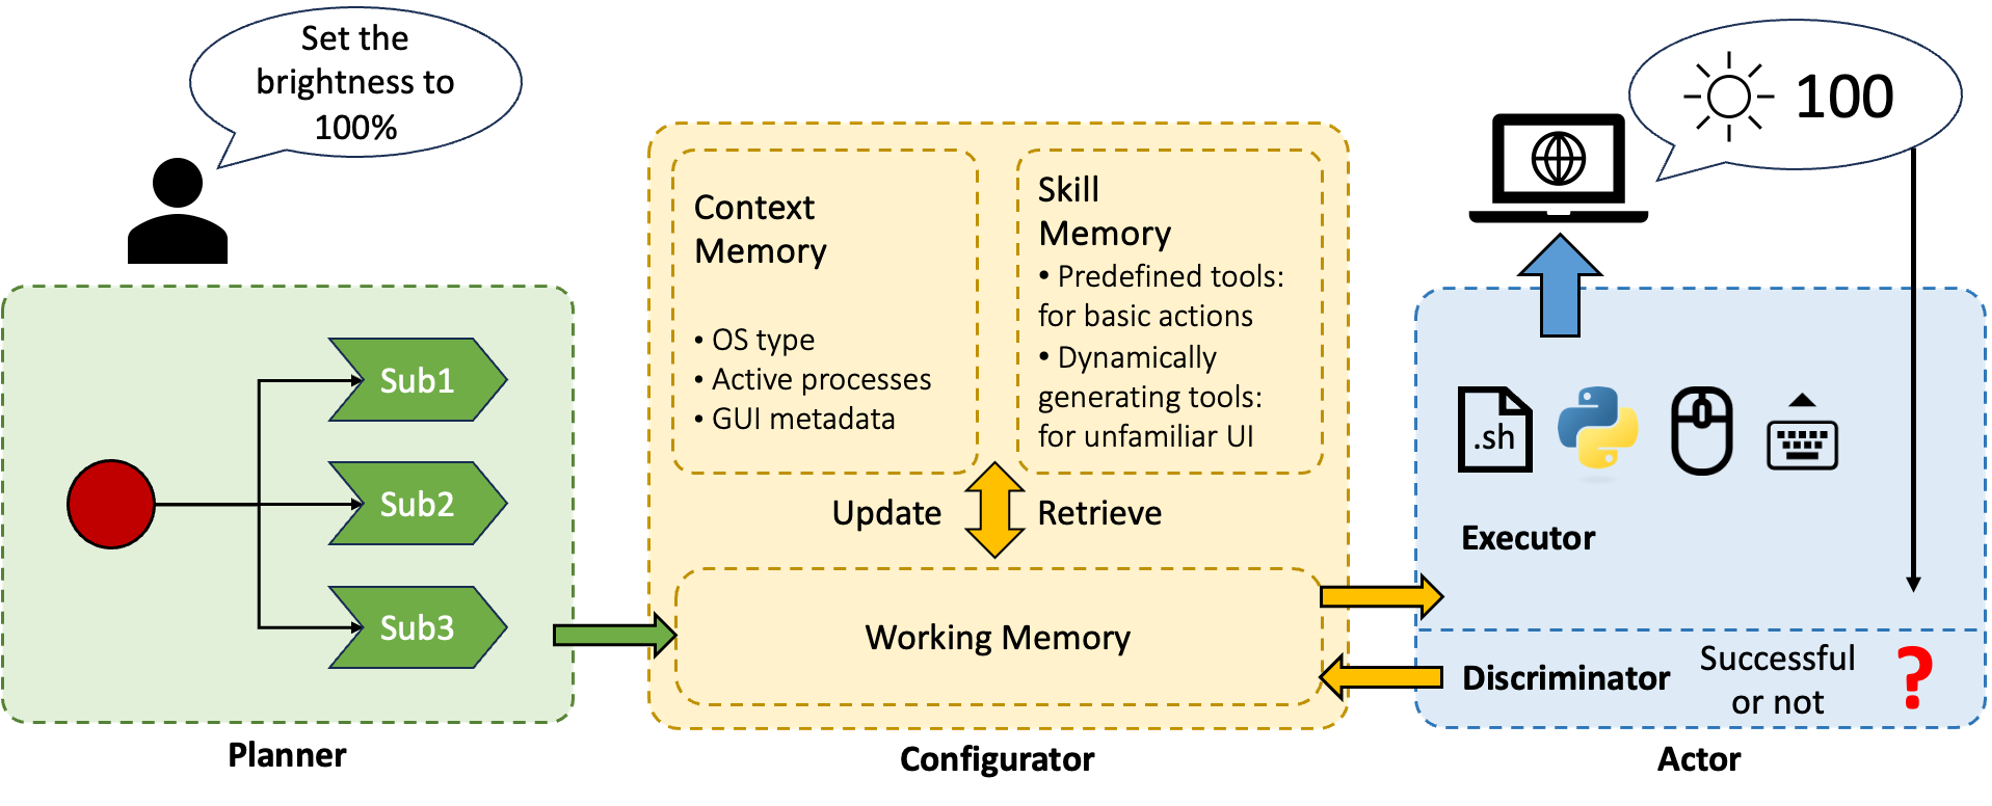 Set the
brightness to
100%
Sub1
Sub2
Sub3
Planner
Context
Memory
• OS type
• Active processes
• GUI metadata
Skill
Memory
• Predefined tools:
for basic actions
• Dynamically
generating tools:
for unfamiliar UI
Update
Retrieve
Working Memory
Configurator
100
.sh
Executor
Discriminator
Successful
or not
?
Actor